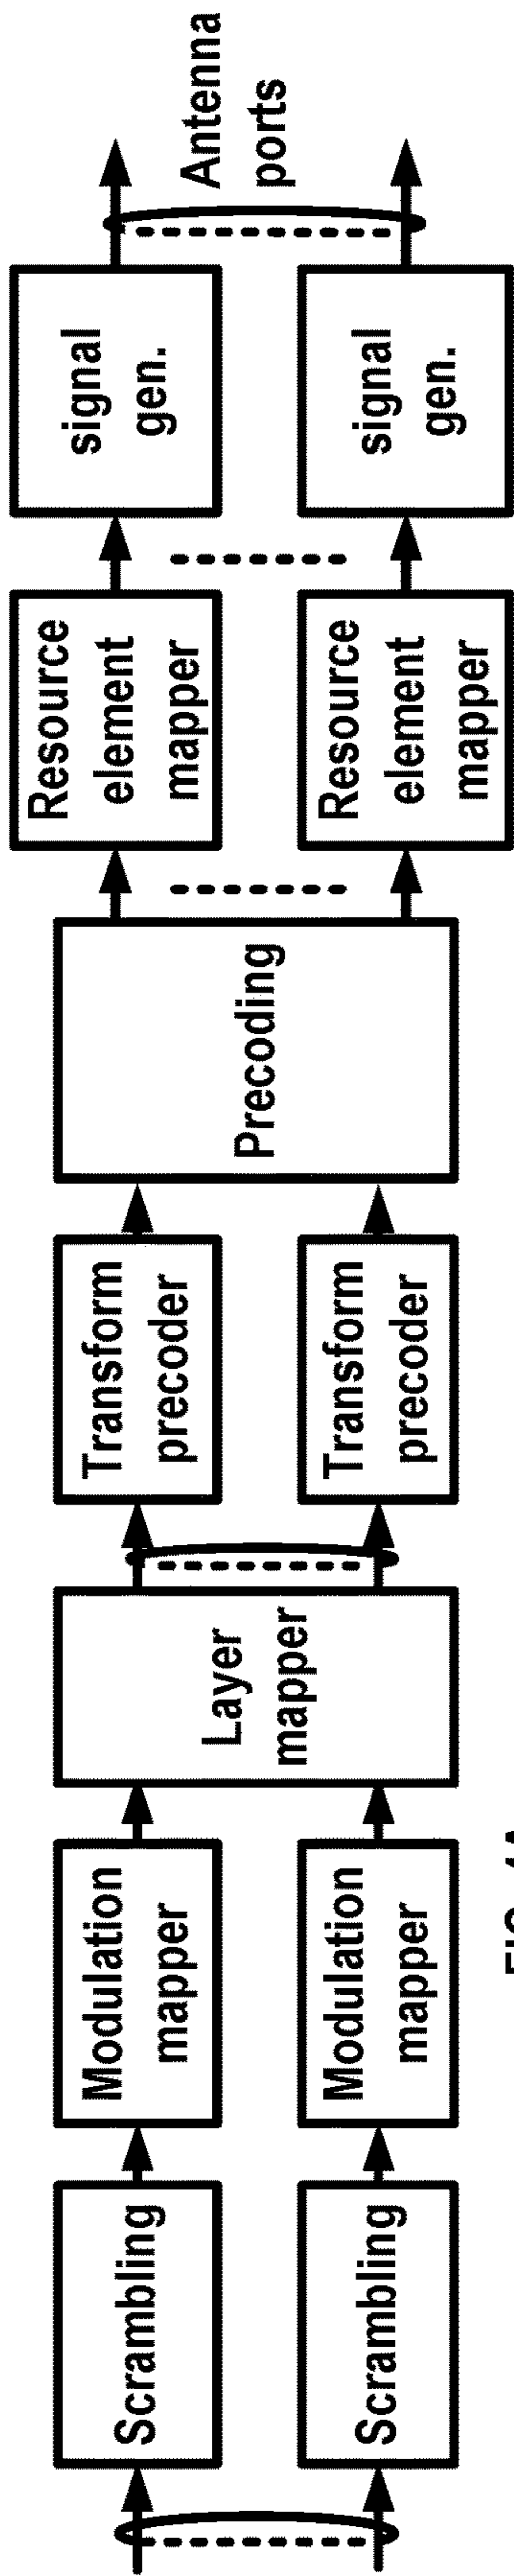 Scrambling
Scrambling
Modulation
mapper
Modulation
mapper
Layer
mapper
Transform
precoder
Transform
precoder
Precoding
Resource
element
mapper
Resource
element
mapper
signal
gen.
signal
gen.
Antenna
ports